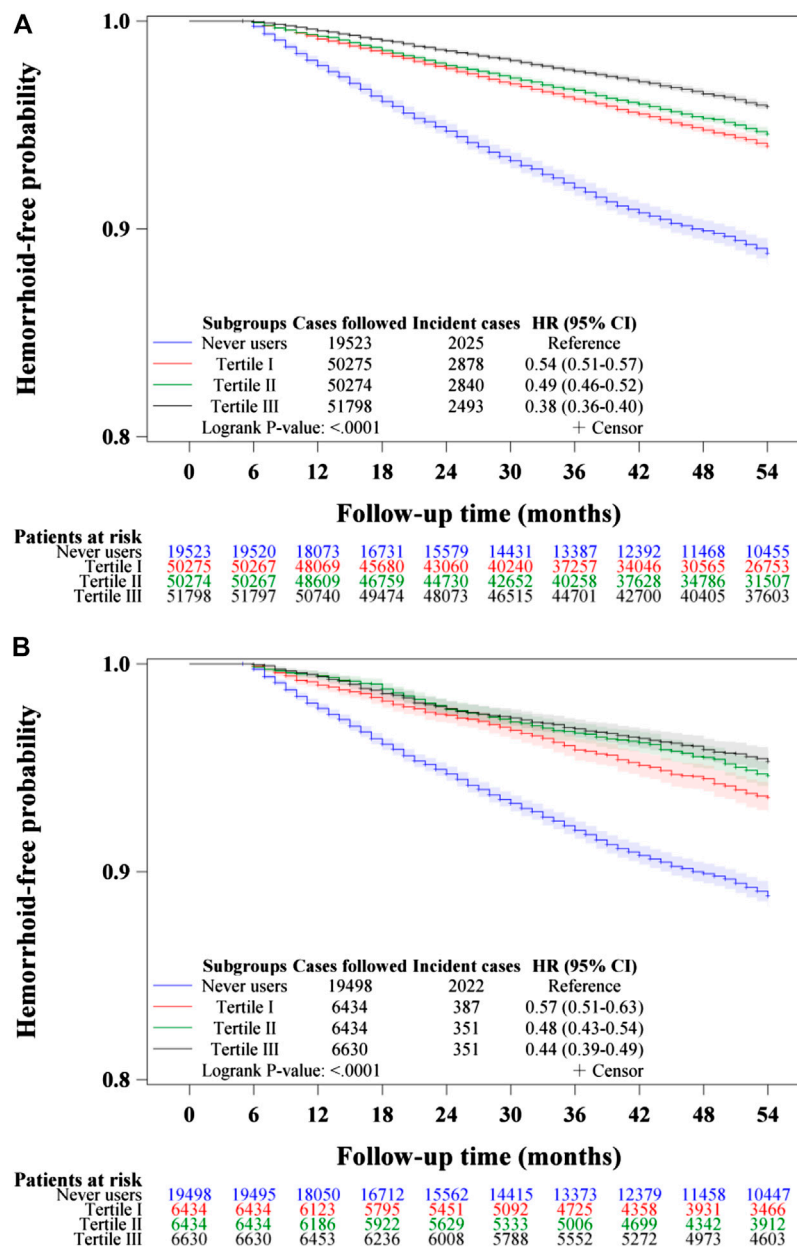 A
Hemorrhoid-free probability
1.0
0.9
0.8
Subgroups Cases followed Incident cases HR (95% CI)
Never users 19523 2025 Reference
Tertile I 50275 2878 0.54 (0.51-0.57)
Tertile II 50274 2840 0.49 (0.46-0.52)
Tertile III 51798 2493 0.38 (0.36-0.40)
Logrank P-value: <.0001 + Censor
0 6 12 18 24 30 36 42 48 54
Follow-up time (months)
Patients at risk
Never users 19523 19520 18073 16731 15579 14431 13387 12392 11468 10455
Tertile I 50275 50267 48069 45680 43060 40240 37257 34046 30565 26753
Tertile II 50274 50267 48609 46759 44730 42652 40258 37628 34786 31507
Tertile III 51798 51797 50740 49474 48073 46515 44701 42700 40405 37603
B
Hemorrhoid-free probability
1.0
0.9
0.8
Subgroups Cases followed Incident cases HR (95% CI)
Never users 19498 2022 Reference
Tertile I 6434 387 0.57 (0.51-0.63)
Tertile II 6434 351 0.48 (0.43-0.54)
Tertile III 6630 351 0.44 (0.39-0.49)
Logrank P-value: <.0001 + Censor
0 6 12 18 24 30 36 42 48 54
Follow-up time (months)
Patients at risk
Never users 19498 19495 18050 16712 15562 14415 13373 12379 11458 10447
Tertile I 6434 6434 6123 5795 5451 5092 4725 4358 3931 3466
Tertile II 6434 6434 6186 5922 5629 5333 5006 4699 4342 3912
Tertile III 6630 6630 6453 6236 6008 5788 5552 5272 4973 4603